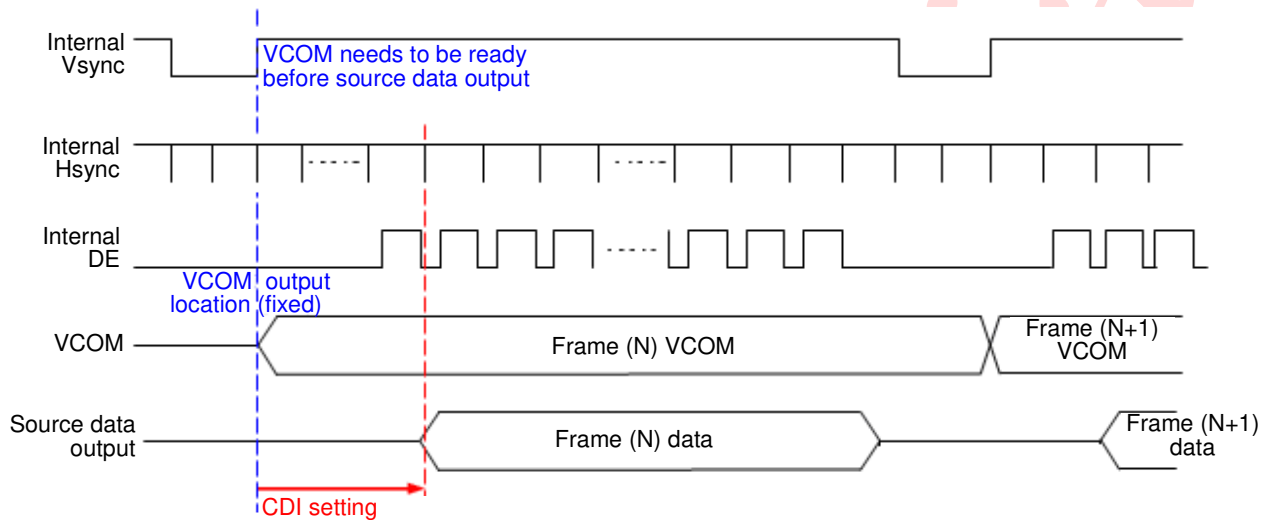 Internal
Vsync
VCOM needs to be ready
before source data output
Internal
Hsync
Internal
DE
VCOM output
location (fixed)
VCOM
Frame (N) VCOM
Frame (N+1)
VCOM
Source data
output
Frame (N) data
Frame (N+1)
data
CDI setting